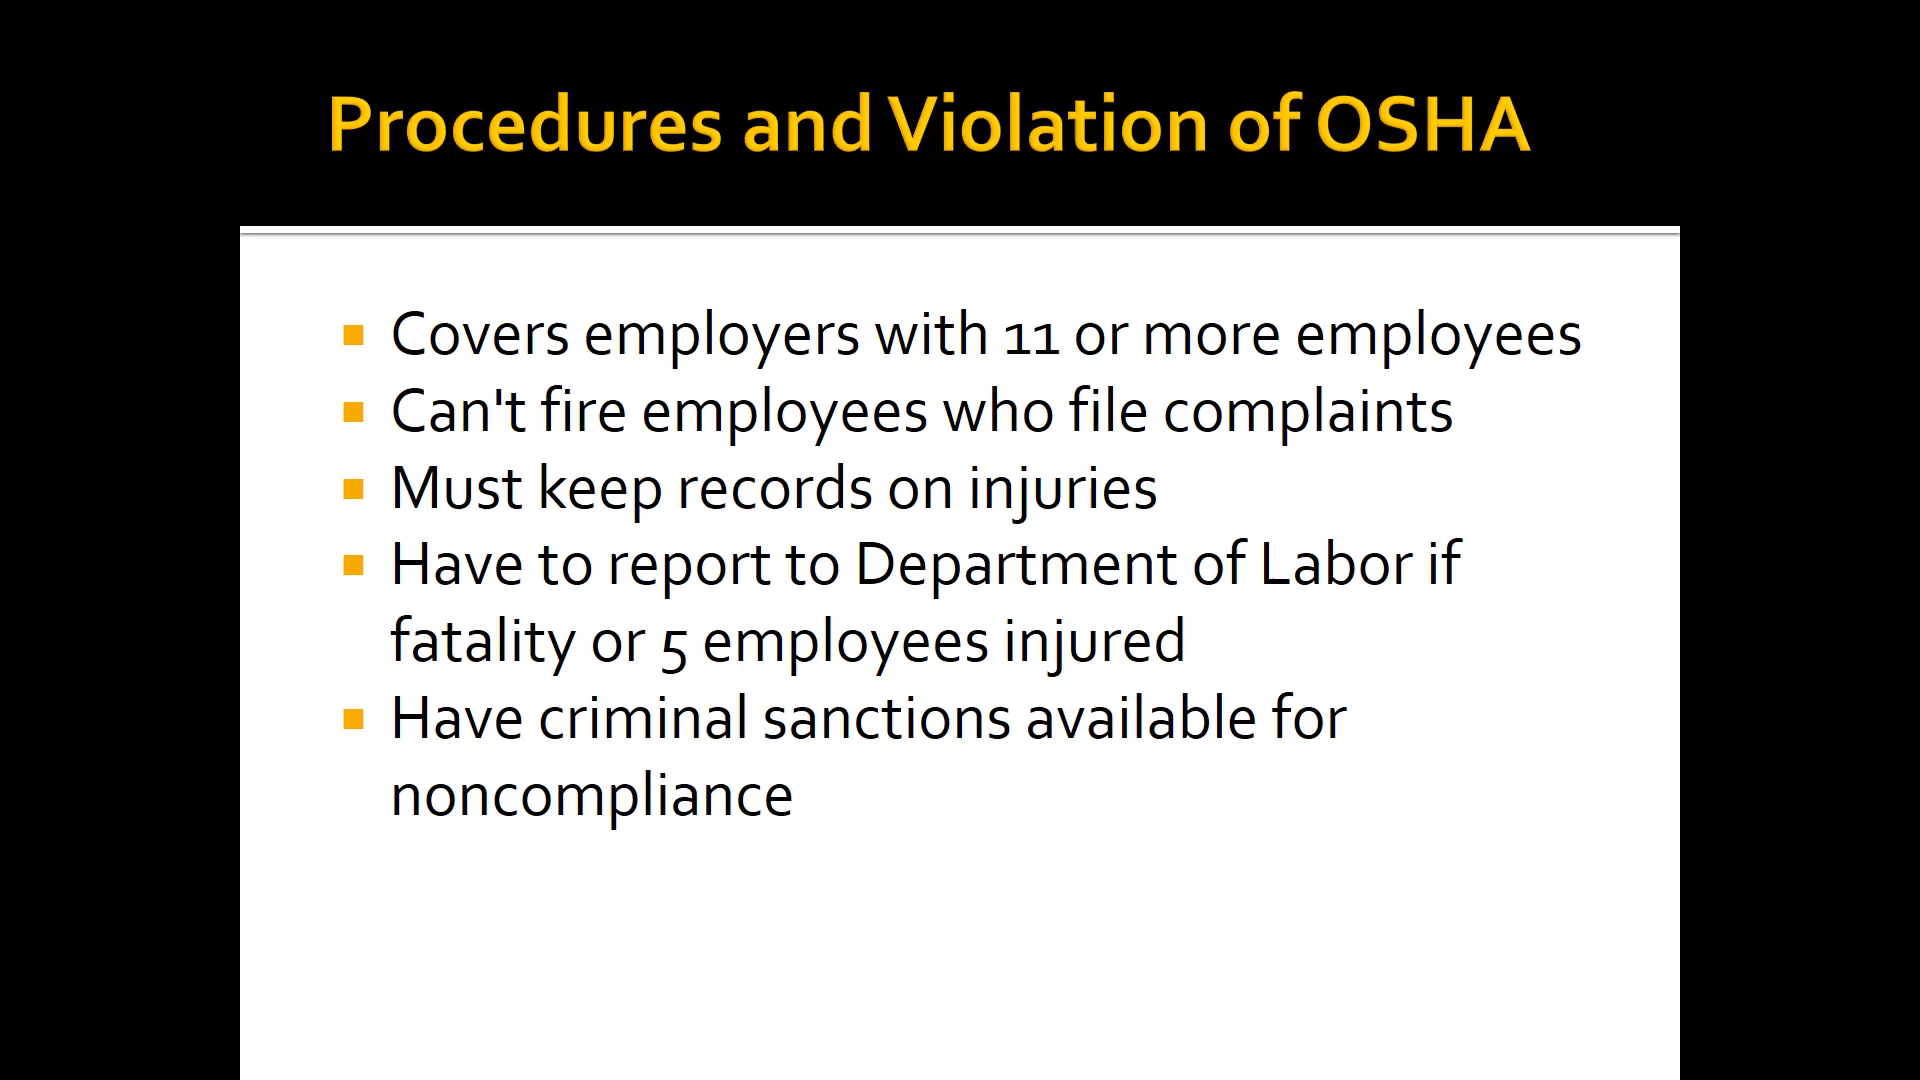 Procedures and Violation of OSHA
Covers employers with 11 or more employees
Can't fire employees who file complaints
Must keep records on injuries
Have to report to Department of Labor if
fatality or 5 employees injured
Have criminal sanctions available for
noncompliance